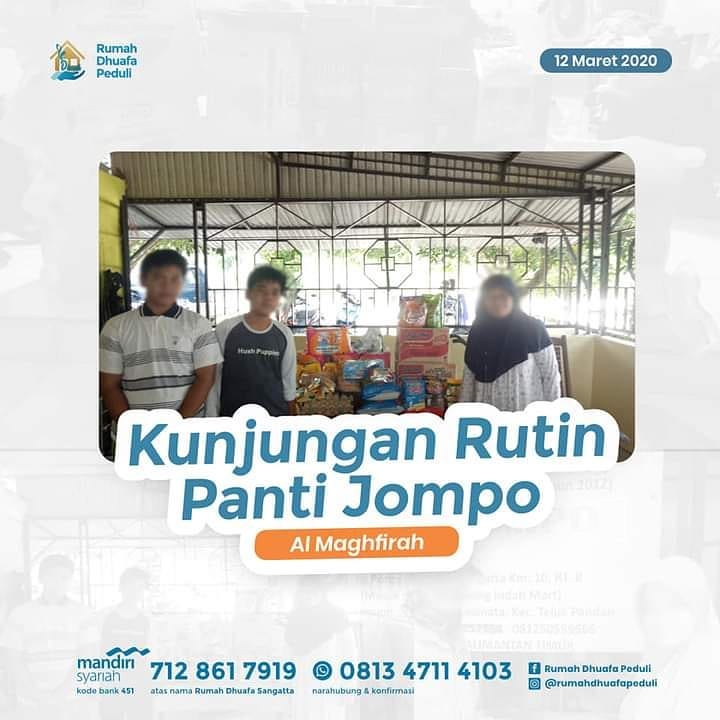 Rumah
Dhuafa
Peduli
12 Maret 2020
Hush Puppies
Kunjungan Rutin
Panti Jompo
Al Maghfirah
mandiri
syariah
kode bank 451
712 861 7919
atas nama Rumah Dhuafa Sangatta
0813 4711 4103
narahubung & konfirmasi
Rumah Dhuafa Peduli
@rumahdhuafapeduli